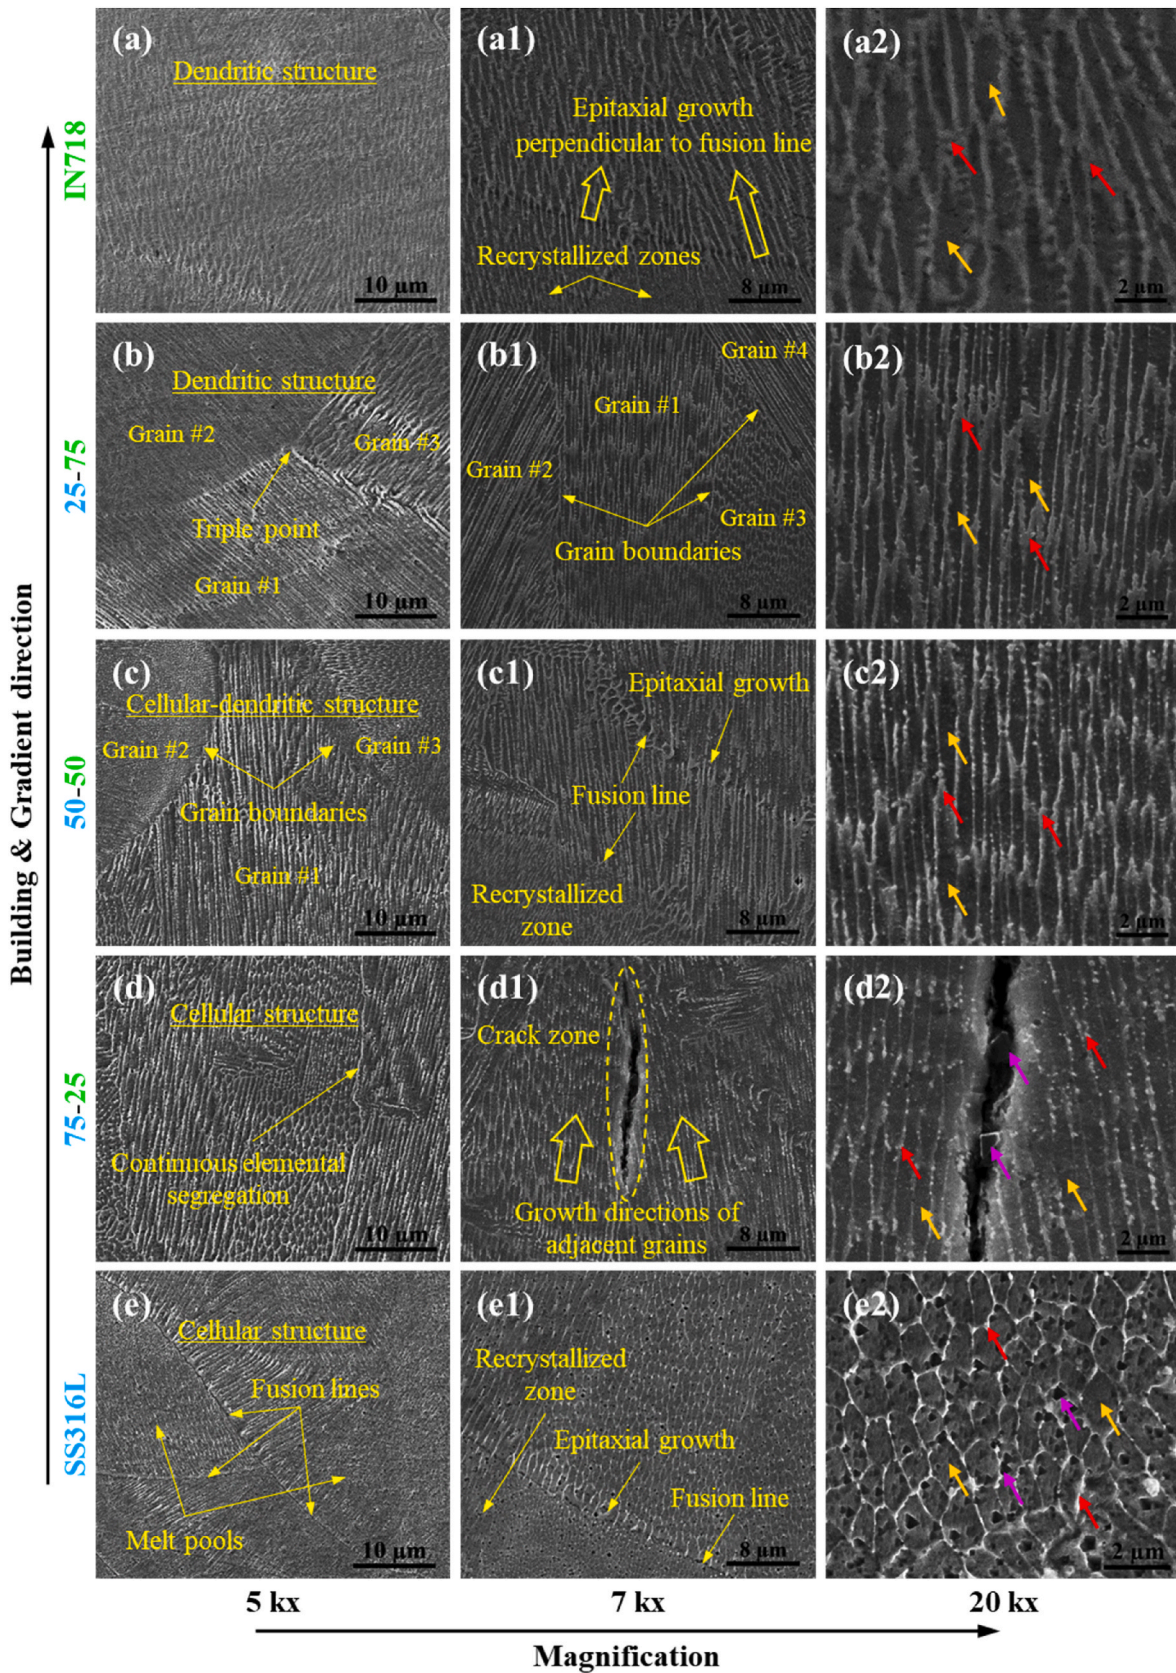 Building & Gradient direction
IN718
(a)
Dendritic structure
10 µm
(a1)
Epitaxial growth
perpendicular to fusion line
Recrystallized zones
8 µm
(a2)
2 µm
25-75
(b)
Dendritic structure
Grain #2
Grain #3
Triple point
Grain #1
10 µm
(b1)
Grain #4
Grain #1
Grain #2
Grain #3
Grain boundaries
8 µm
(b2)
2 µm
50-50
(c)
Cellular-dendritic structure
Grain #2
Grain #3
Grain boundaries
Grain #1
10 µm
(c1)
Epitaxial growth
Fusion line
Recrystallized
zone
8 µm
(c2)
2 µm
75-25
(d)
Cellular structure
Continuous elemental
segregation
10 µm
(d1)
Crack zone
Growth directions of
adjacent grains
8 µm
(d2)
2 µm
SS316L
(e)
Cellular structure
Fusion lines
Melt pools
10 µm
(e1)
Recrystallized
zone
Epitaxial growth
Fusion line
8 µm
(e2)
2 µm
5 kx
7 kx
20 kx
Magnification